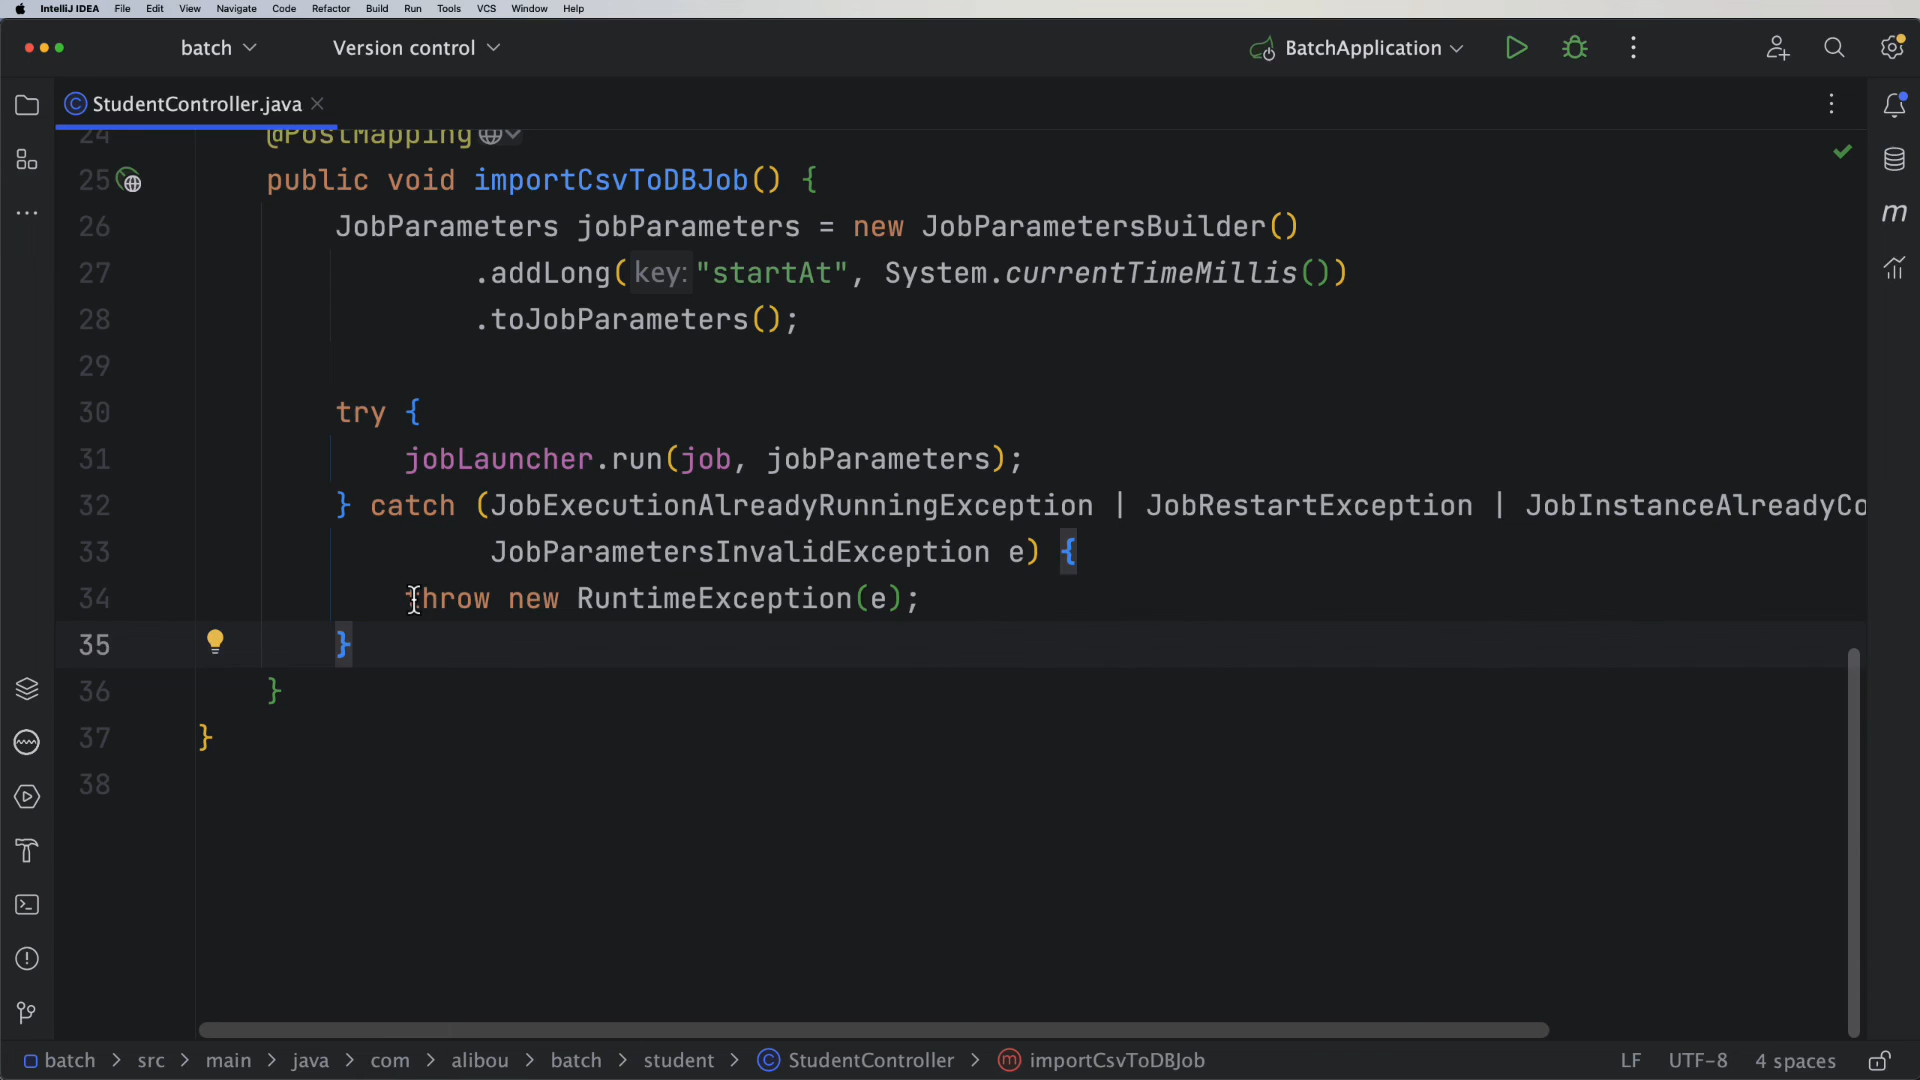 IntelliJ IDEA File Edit View Navigate Code Refactor Build Run Tools VCS Window Help
batch Version control BatchApplication
StudentController.java
24 @PostMapping
25 public void importCsvToDBJob() {
26 JobParameters jobParameters = new JobParametersBuilder()
27 .addLong( key: "startAt", System.currentTimeMillis())
28 .toJobParameters();
29
30 try {
31 jobLauncher.run(job, jobParameters);
32 } catch (JobExecutionAlreadyRunningException | JobRestartException | JobInstanceAlreadyCo
33 JobParametersInvalidException e) {
34 throw new RuntimeException(e);
35 }
36 }
37 }
38
batch > src > main > java > com > alibou > batch > student > StudentController > importCsvToDBJob LF UTF-8 4 spaces